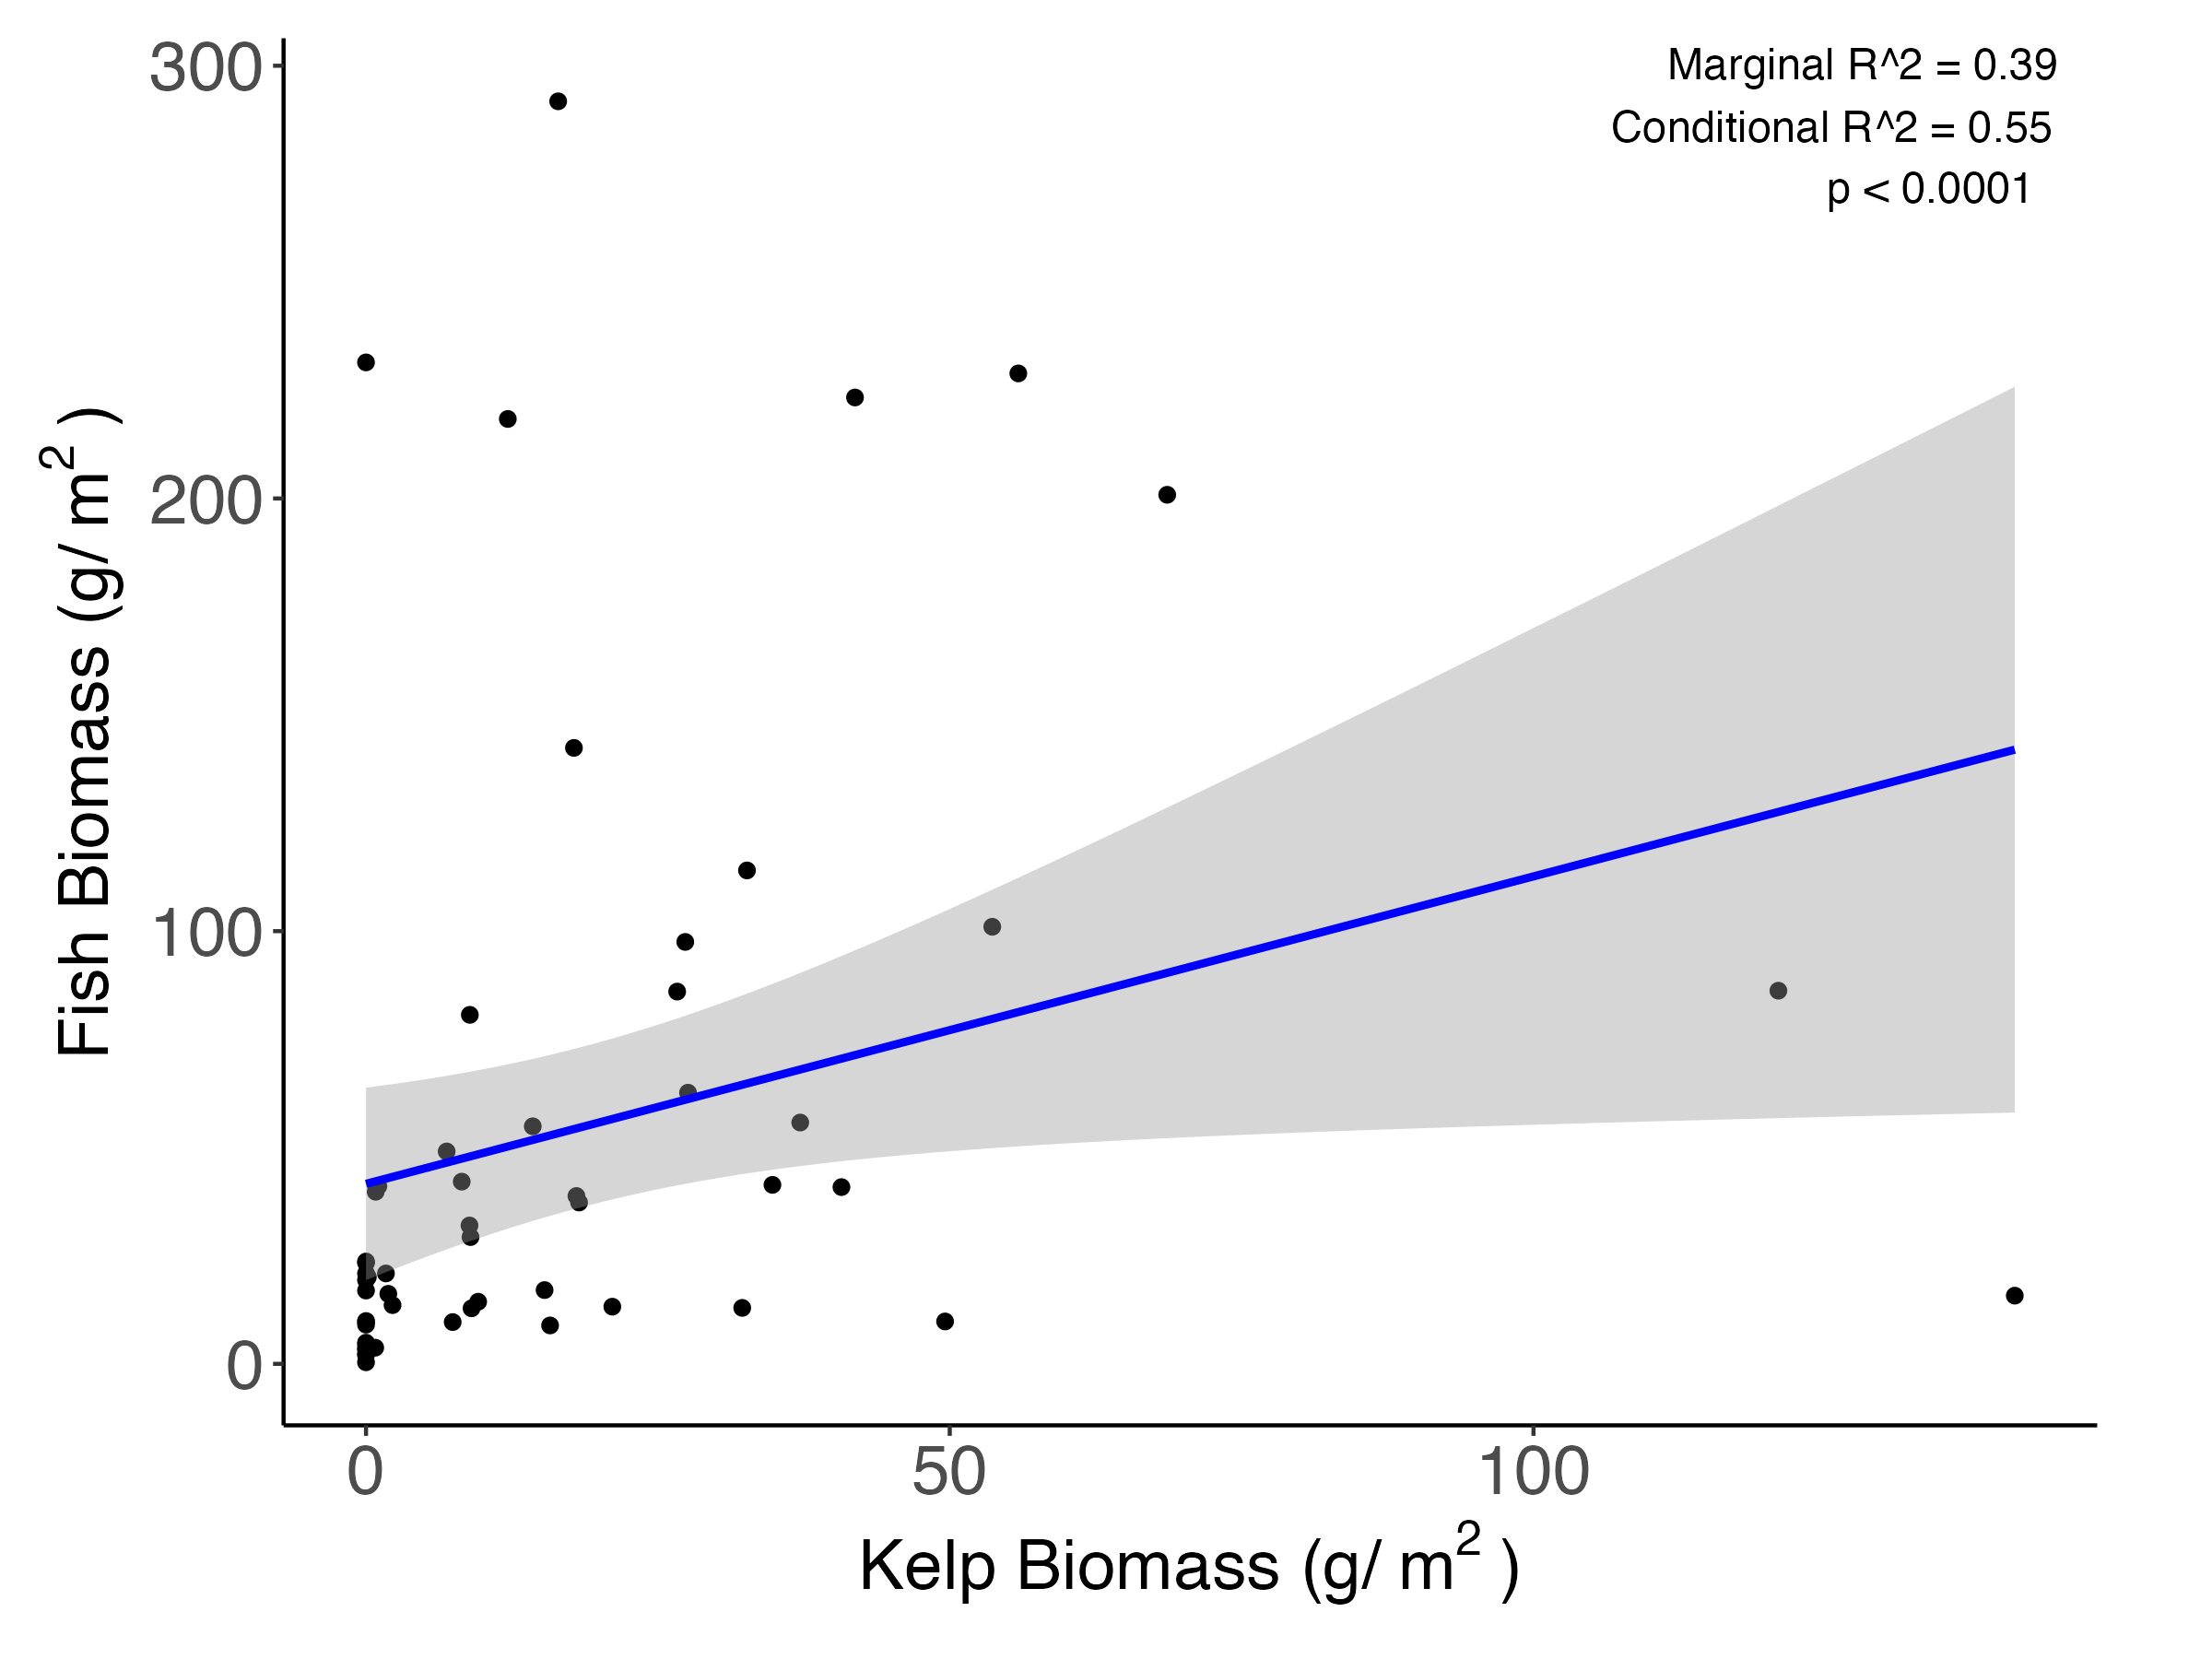 Marginal R^2 = 0.39
Conditional R^2 = 0.55
p < 0.0001
300
200
100
0
Fish Biomass (g/ m²)
0 50 100
Kelp Biomass (g/ m²)